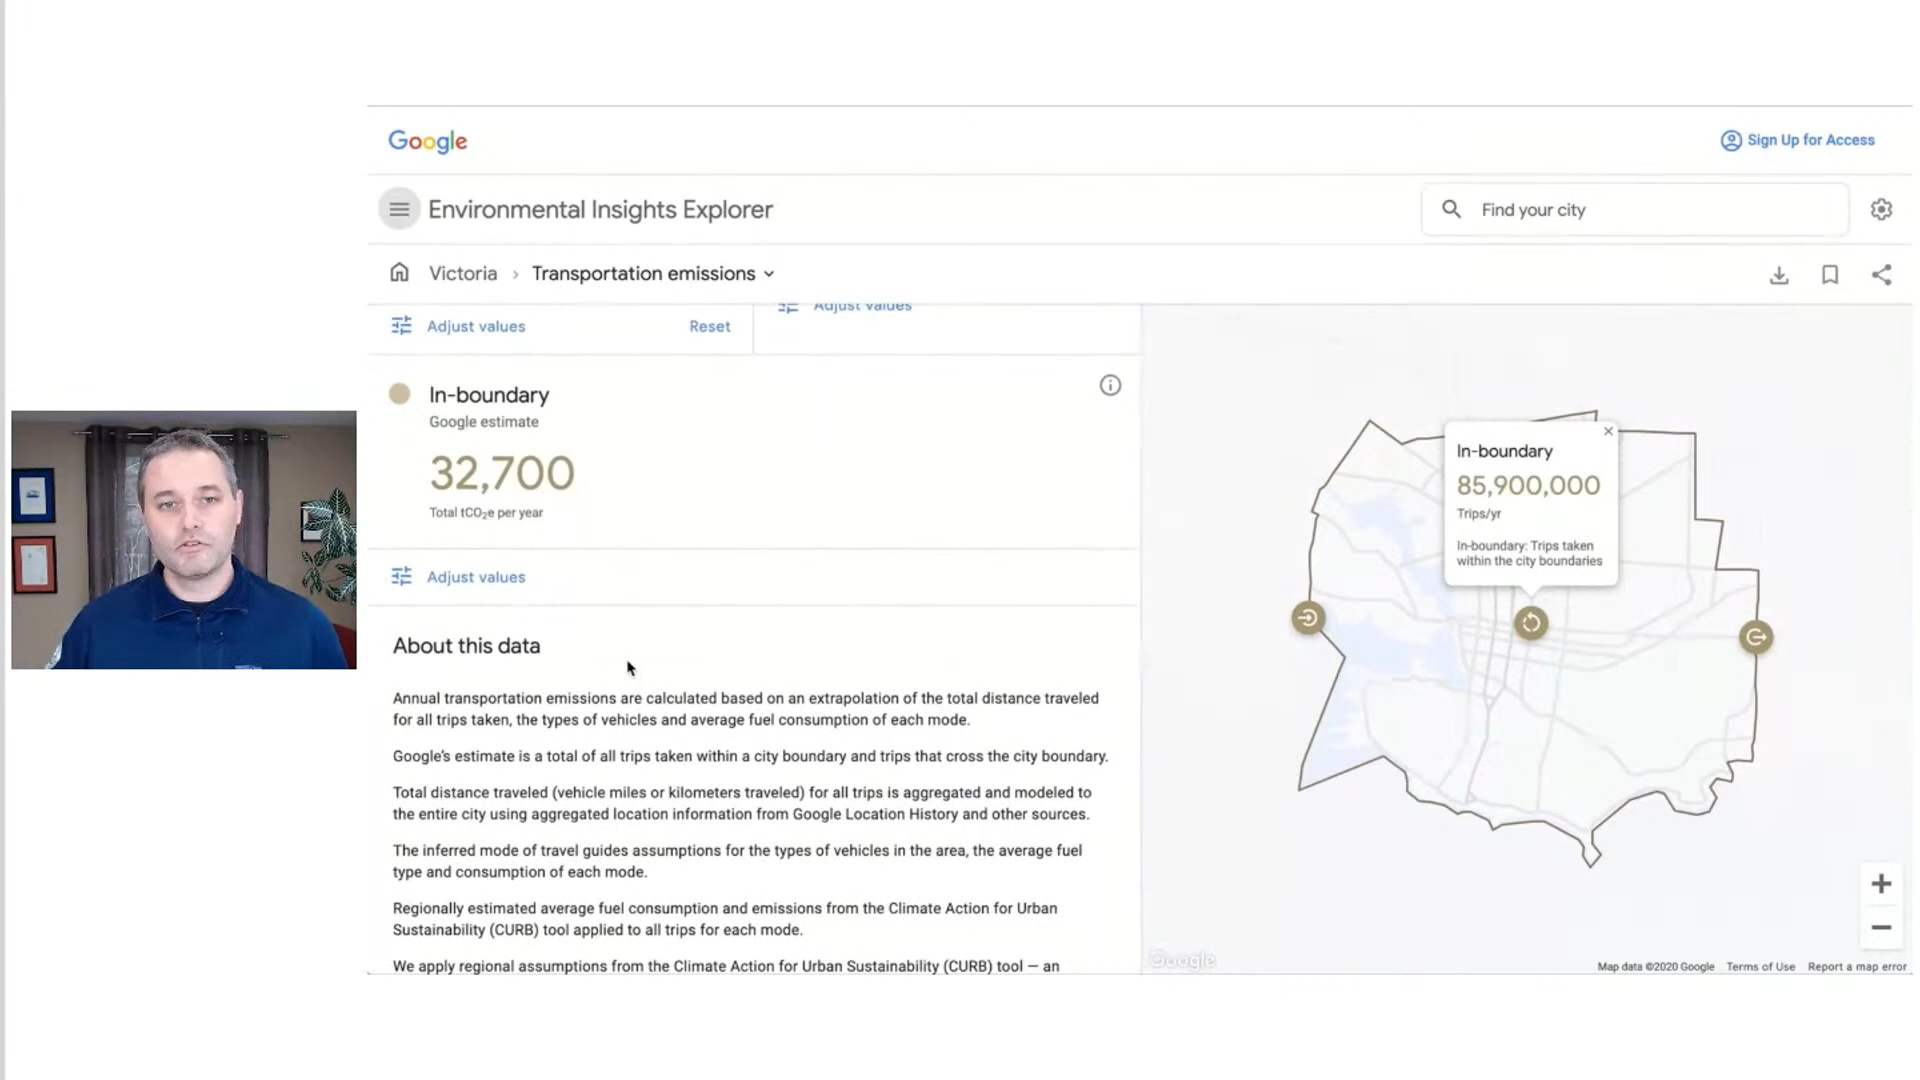 Google
Sign Up for Access
Environmental Insights Explorer
Find your city
Victoria
Transportation emissions
Adjust values
Reset
Adjust values
In-boundary
Google estimate
32,700
Total tCO₂e per year
Adjust values
About this data
Annual transportation emissions are calculated based on an extrapolation of the total distance traveled
for all trips taken, the types of vehicles and average fuel consumption of each mode.
Google's estimate is a total of all trips taken within a city boundary and trips that cross the city boundary.
Total distance traveled (vehicle miles or kilometers traveled) for all trips is aggregated and modeled to
the entire city using aggregated location information from Google Location History and other sources.
The inferred mode of travel guides assumptions for the types of vehicles in the area, the average fuel
type and consumption of each mode.
Regionally estimated average fuel consumption and emissions from the Climate Action for Urban
Sustainability (CURB) tool applied to all trips for each mode.
We apply regional assumptions from the Climate Action for Urban Sustainability (CURB) tool — an
In-boundary
85,900,000
Trips/yr
In-boundary: Trips taken
within the city boundaries
Google
Map data ©2020 Google
Terms of Use
Report a map error